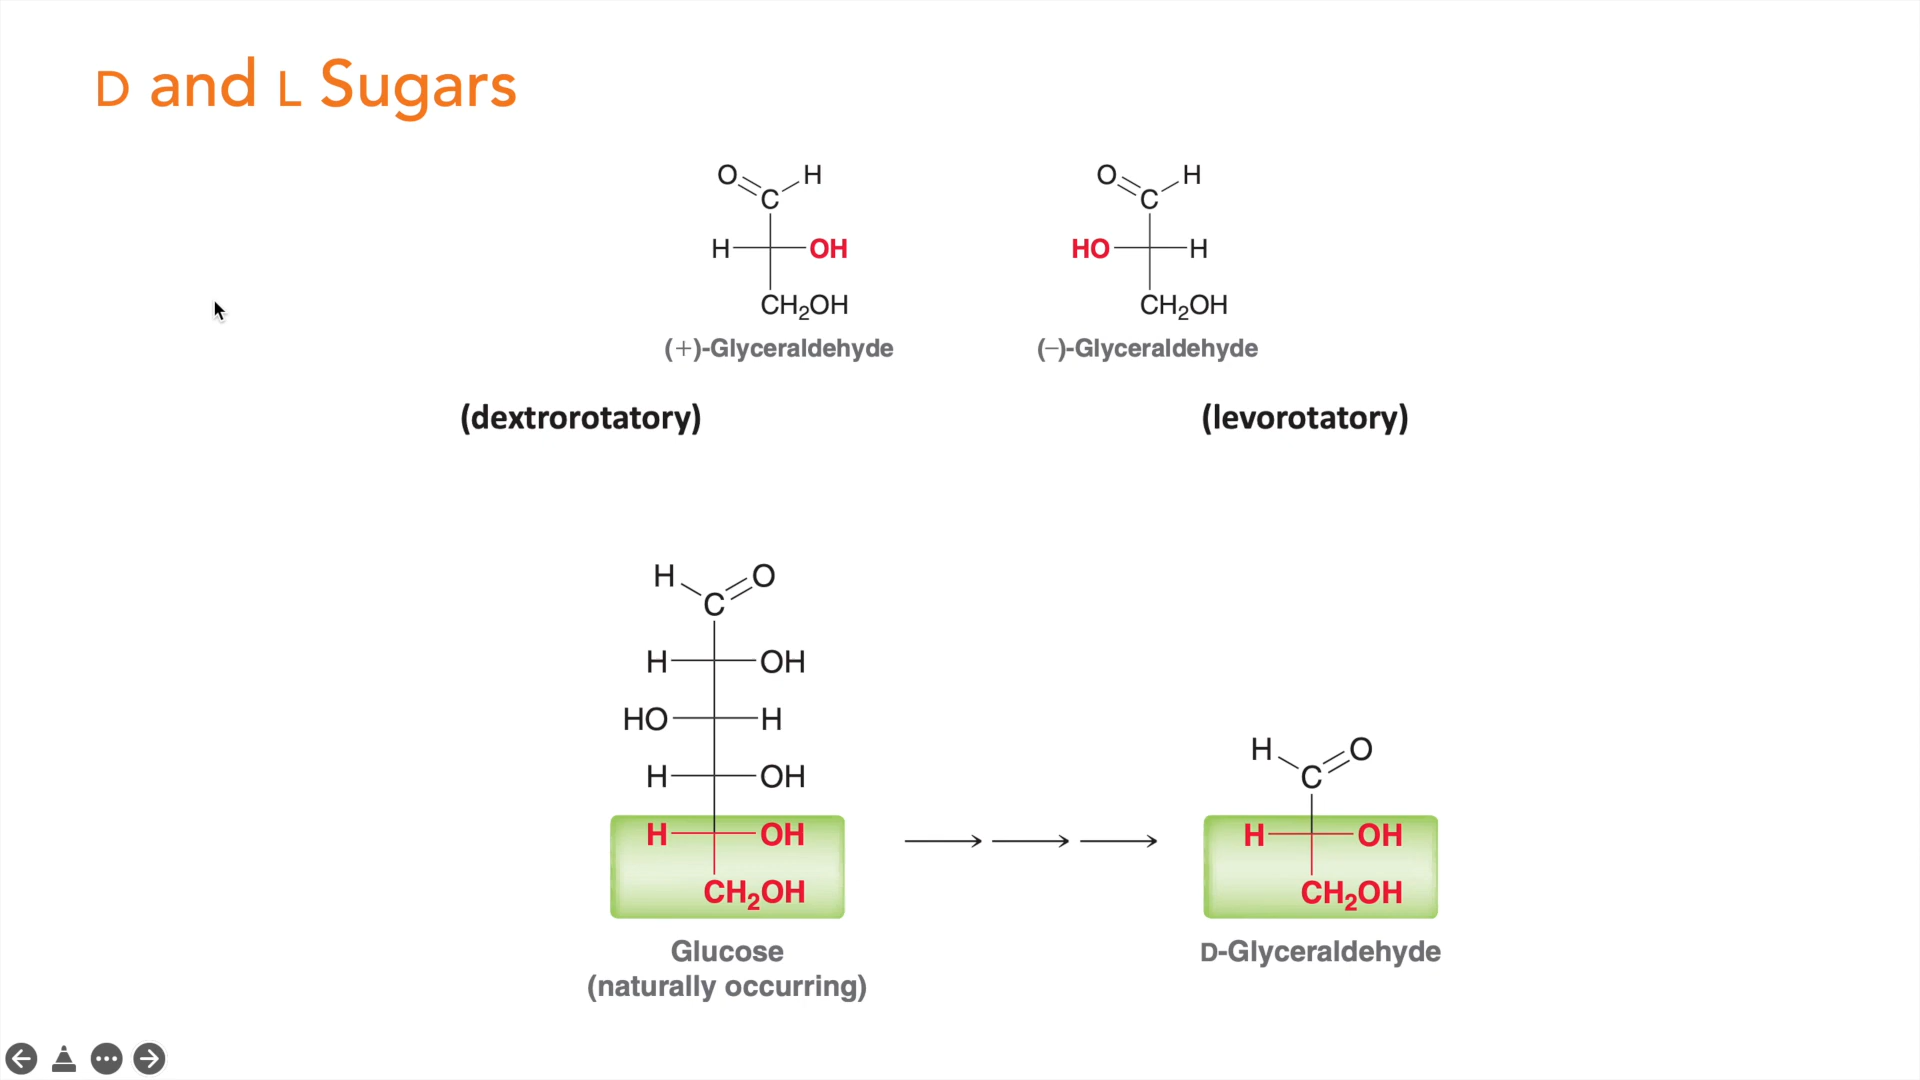 D and L Sugars
O H O H
C C
H OH HO H
CH₂OH CH₂OH
(+)-Glyceraldehyde (−)-Glyceraldehyde
(dextrorotatory) (levorotatory)
H O
C
H OH
HO H
H OH
H OH
CH₂OH
Glucose
(naturally occurring)
H O
C
H OH
CH₂OH
D-Glyceraldehyde